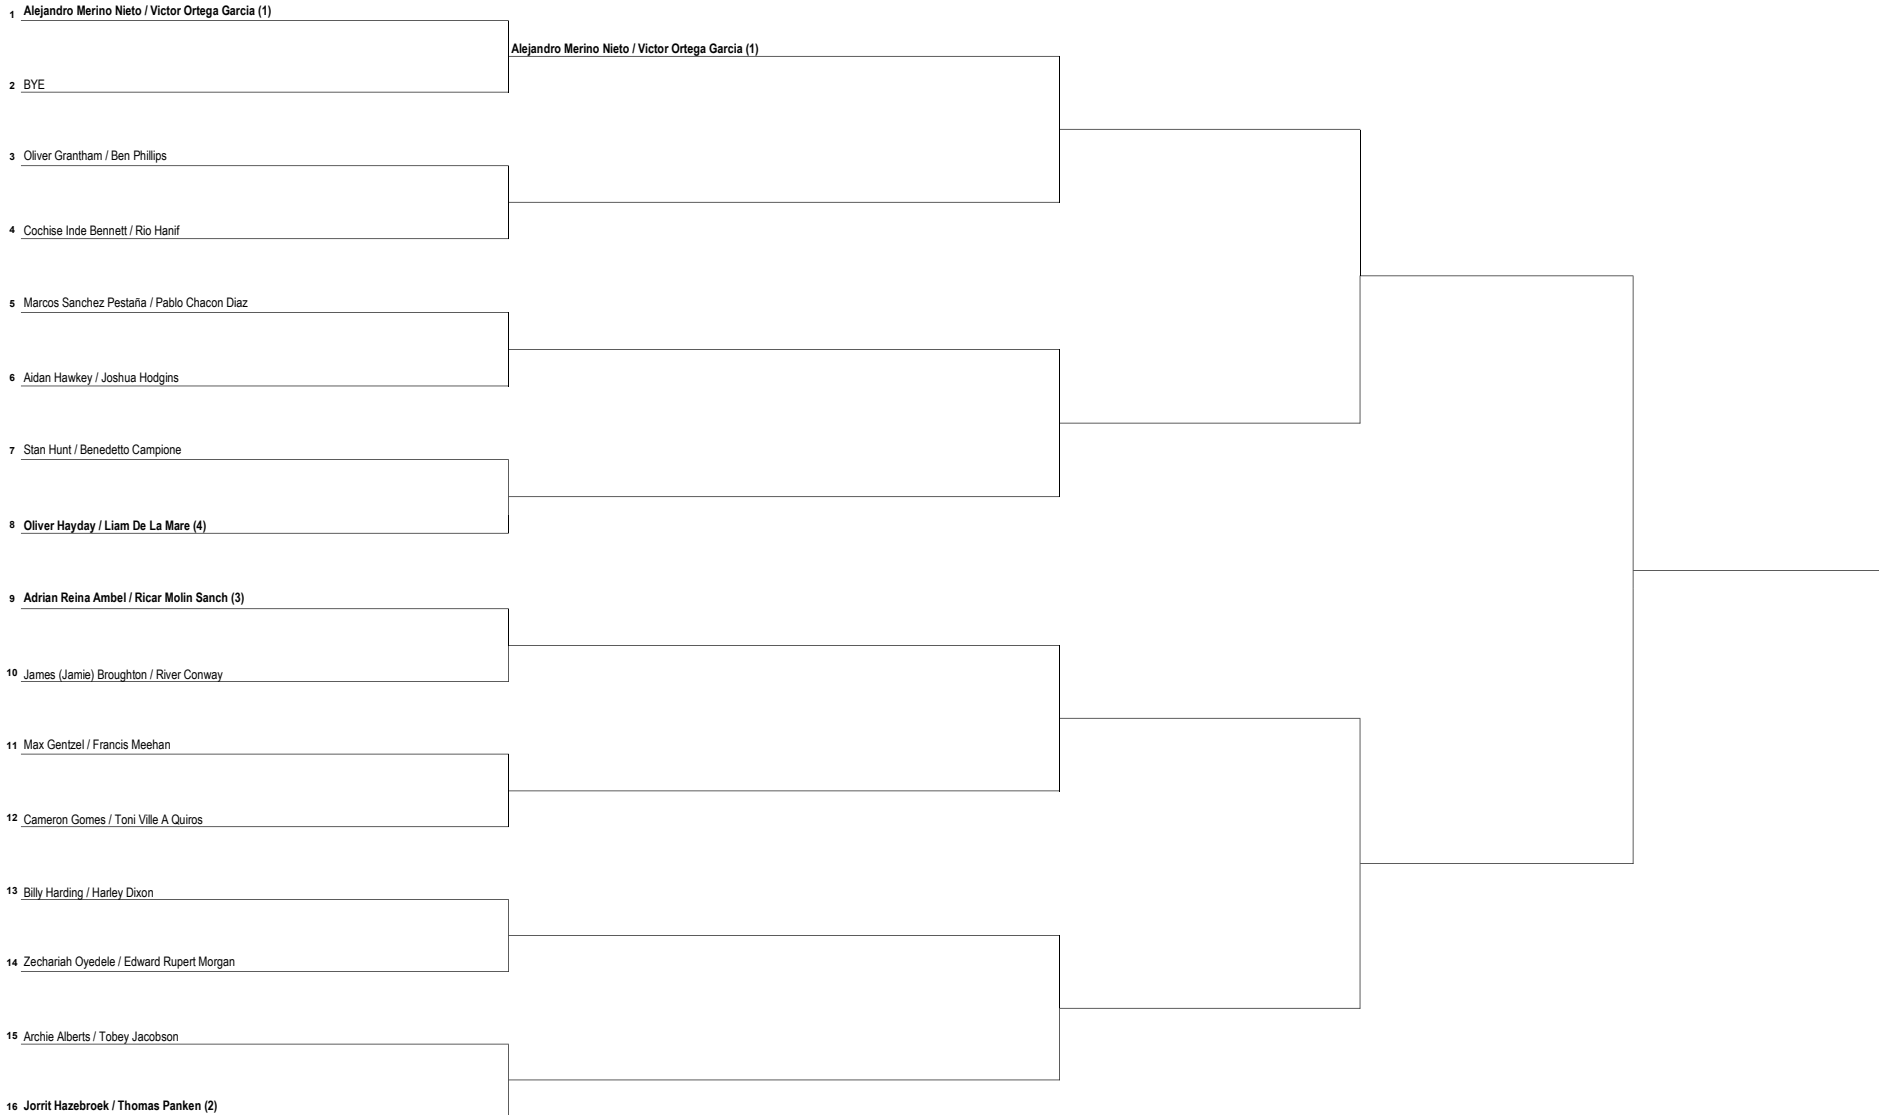 1 Alejandro Merino Nieto / Victor Ortega Garcia (1)
Alejandro Merino Nieto / Victor Ortega Garcia (1)
2 BYE
3 Oliver Grantham / Ben Phillips
4 Cochise Inde Bennett / Rio Hanif
5 Marcos Sanchez Pestaña / Pablo Chacon Diaz
6 Aidan Hawkey / Joshua Hodgins
7 Stan Hunt / Benedetto Campione
8 Oliver Hayday / Liam De La Mare (4)
9 Adrian Reina Ambel / Ricar Molin Sanch (3)
10 James (Jamie) Broughton / River Conway
11 Max Gentzel / Francis Meehan
12 Cameron Gomes / Toni Ville A Quiros
13 Billy Harding / Harley Dixon
14 Zechariah Oyedele / Edward Rupert Morgan
15 Archie Alberts / Tobey Jacobson
16 Jorrit Hazebroek / Thomas Panken (2)